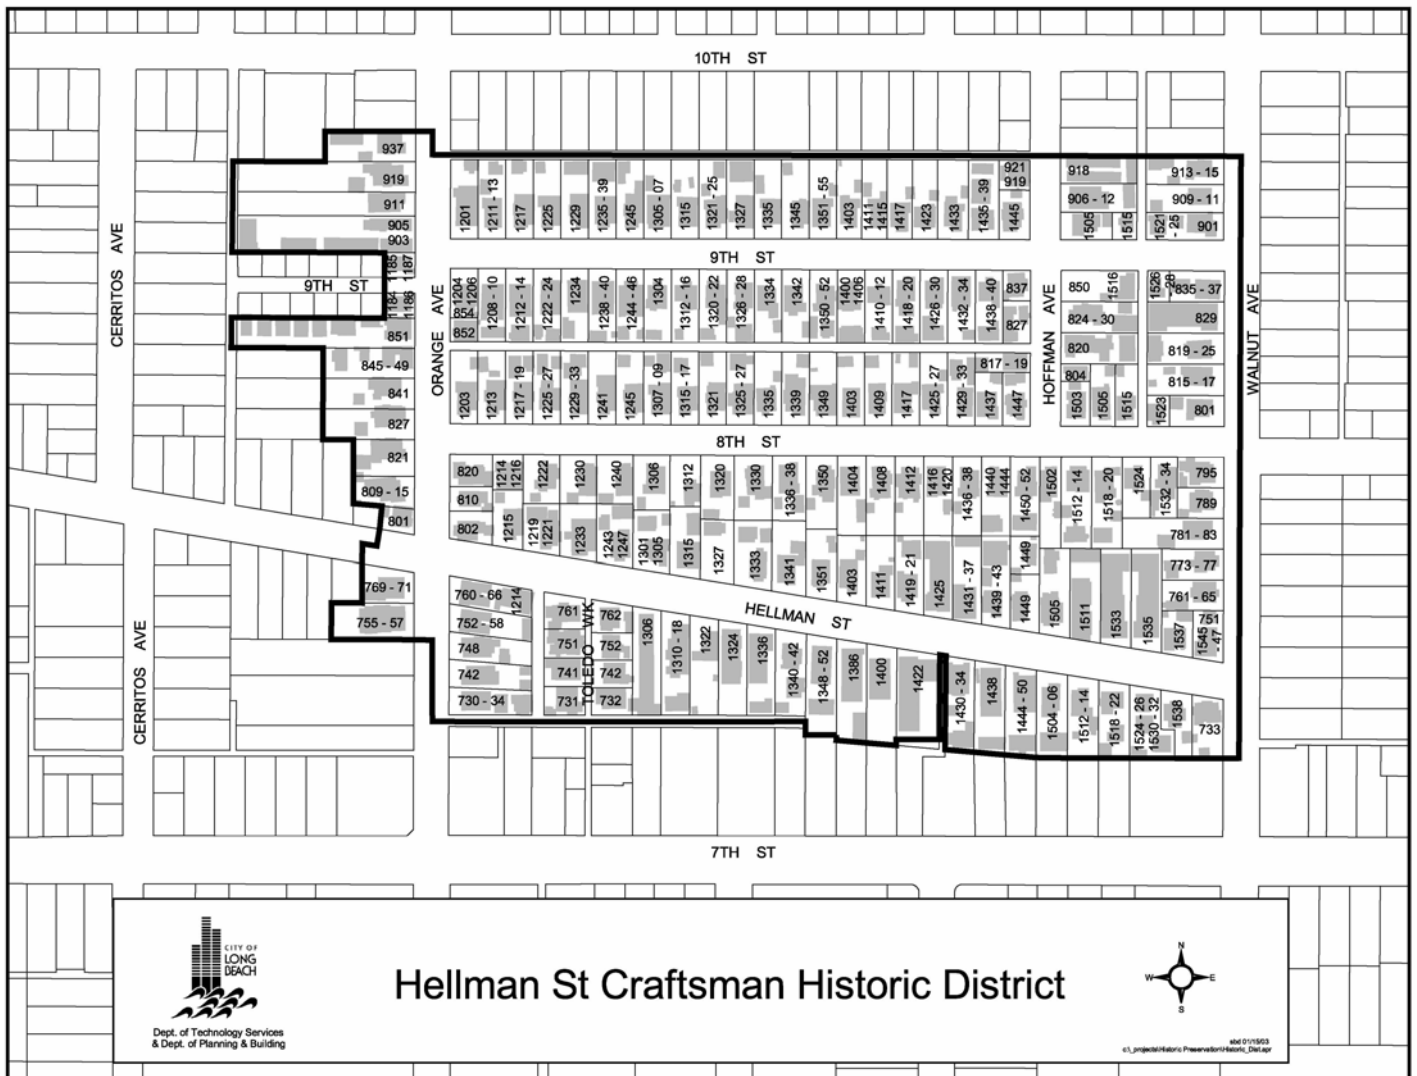 10TH ST
937
919
911
905
903
1185
1187
9TH ST
1184
1186
851
845 - 49
841
827
821
809 - 15
801
769 - 71
755 - 57
CERRITOS AVE
CERRITOS AVE
ORANGE AVE
1201
1211 - 13
1217
1225
1229
1235 - 39
1245
1305 - 07
1315
1321 - 25
1327
1335
1345
1351 - 55
1403
1411
1415
1417
1423
1433
1435 - 39
921
919
1445
918
906 - 12
1505
1515
913 - 15
909 - 11
1521
- 25
901
9TH ST
1204
1206
854
852
1208 - 10
1212 - 14
1222 - 24
1234
1238 - 40
1244 - 46
1304
1312 - 16
1320 - 22
1326 - 28
1334
1342
1350 - 52
1400
1406
1410 - 12
1418 - 20
1426 - 30
1432 - 34
1438 - 40
837
827
HOFFMAN AVE
850
1516
824 - 30
820
804
1503
1505
1515
1526
- 28
835 - 37
829
819 - 25
815 - 17
1523
801
WALNUT AVE
1203
1213
1217 - 19
1225 - 27
1229 - 33
1241
1245
1307 - 09
1315 - 17
1321
1325 - 27
1335
1339
1349
1403
1409
1417
1425 - 27
1429 - 33
817 - 19
1437
1447
8TH ST
820
810
802
1214
1216
1222
1230
1240
1306
1312
1320
1330
1336 - 38
1350
1404
1408
1412
1416
1420
1436 - 38
1440
1444
1450 - 52
1502
1512 - 14
1518 - 20
1524
1532 - 34
795
789
781 - 83
773 - 77
761 - 65
751
1215
1219
1221
1233
1243
1247
1301
1305
1315
1327
1333
1341
1351
1403
1411
1419 - 21
1425
1431 - 37
1439 - 43
1449
1449
1505
1511
1533
1535
1537
1545
- 47
HELLMAN ST
760 - 66
1214
752 - 58
748
742
730 - 34
761
751
741
731
TOLEDO WK
762
752
742
732
1306
1310 - 18
1322
1324
1336
1340 - 42
1348 - 52
1386
1400
1422
1430 - 34
1438
1444 - 50
1504 - 06
1512 - 14
1518 - 22
1524 - 26
1530 - 32
1538
733
7TH ST
CITY OF
LONG
BEACH
Dept. of Technology Services
& Dept. of Planning & Building
Hellman St Craftsman Historic District
N
W
E
S
sbd 01/15/03
c:\_projects\Historic Preservation\Historic_Dist.apr